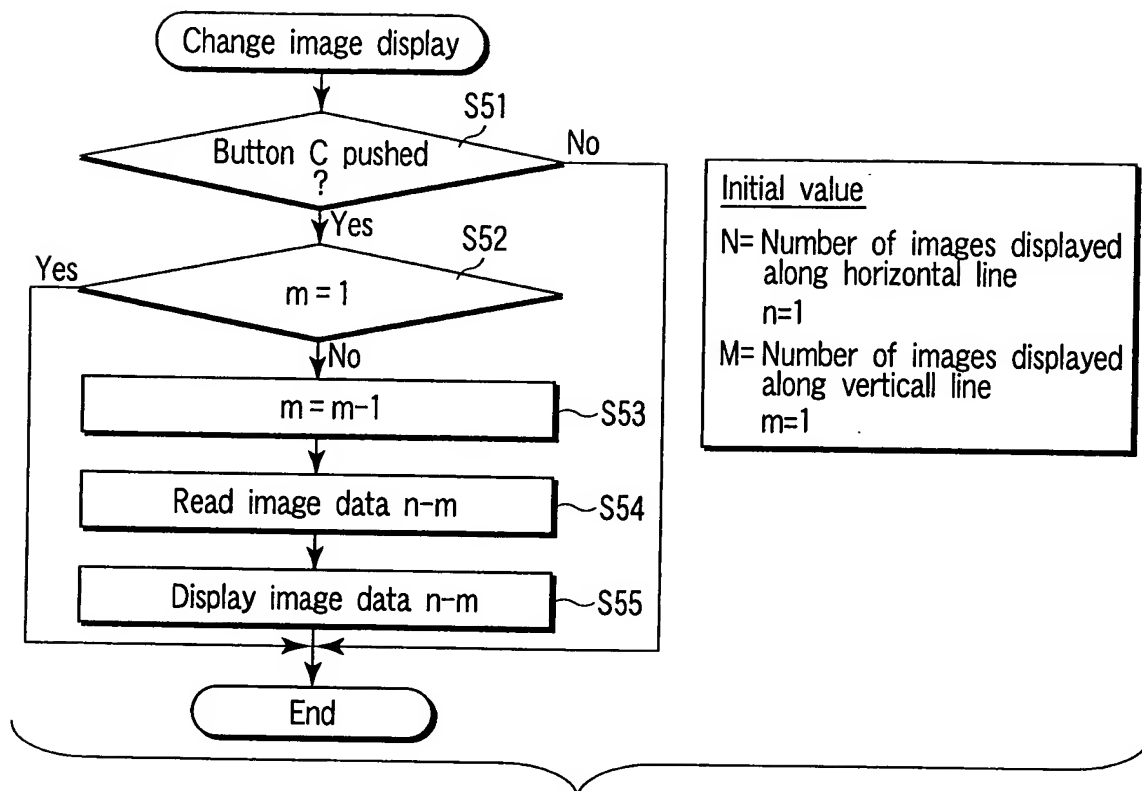 Change image display
S51
Button C pushed
?
No
Yes
S52
Yes
m = 1
No
m = m-1
S53
Read image data n-m
S54
Display image data n-m
S55
End
Initial value
N= Number of images displayed
along horizontal line
n=1
M= Number of images displayed
along verticall line
m=1